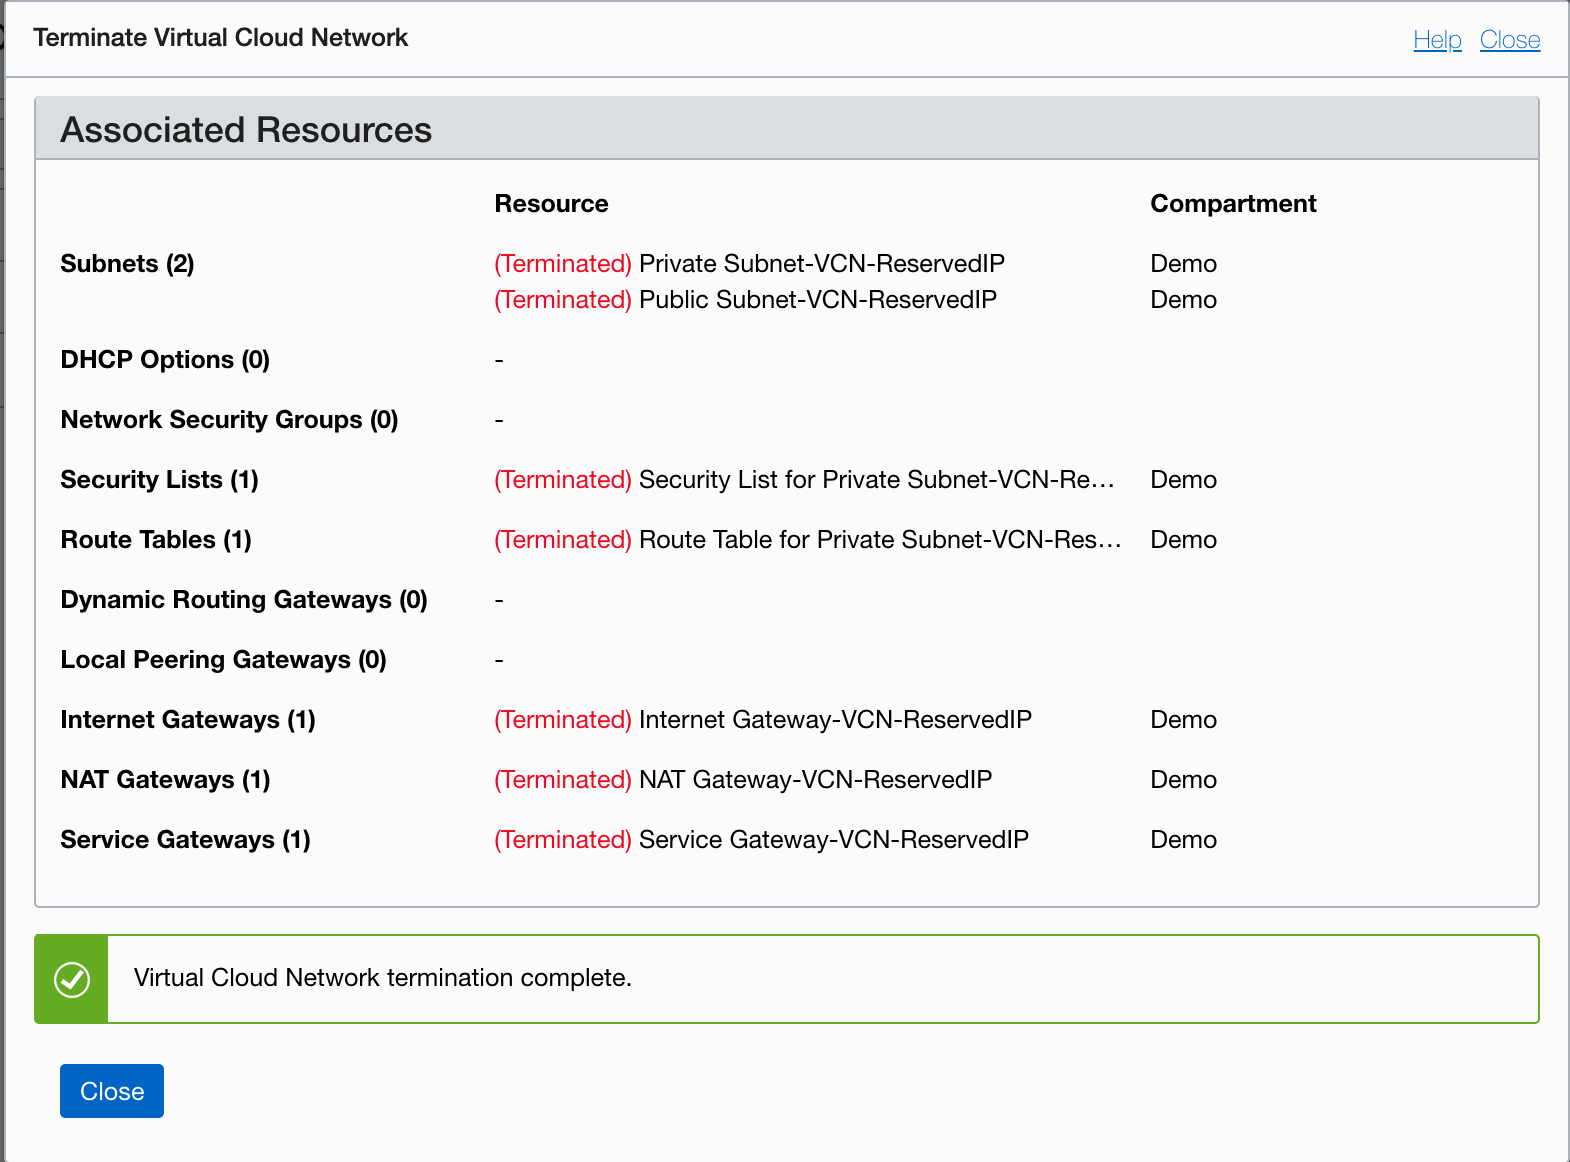 Terminate Virtual Cloud Network
Help Close
Associated Resources
Resource Compartment
Subnets (2) (Terminated) Private Subnet-VCN-ReservedIP Demo
(Terminated) Public Subnet-VCN-ReservedIP Demo
DHCP Options (0) -
Network Security Groups (0) -
Security Lists (1) (Terminated) Security List for Private Subnet-VCN-Re... Demo
Route Tables (1) (Terminated) Route Table for Private Subnet-VCN-Res... Demo
Dynamic Routing Gateways (0) -
Local Peering Gateways (0) -
Internet Gateways (1) (Terminated) Internet Gateway-VCN-ReservedIP Demo
NAT Gateways (1) (Terminated) NAT Gateway-VCN-ReservedIP Demo
Service Gateways (1) (Terminated) Service Gateway-VCN-ReservedIP Demo
Virtual Cloud Network termination complete.
Close